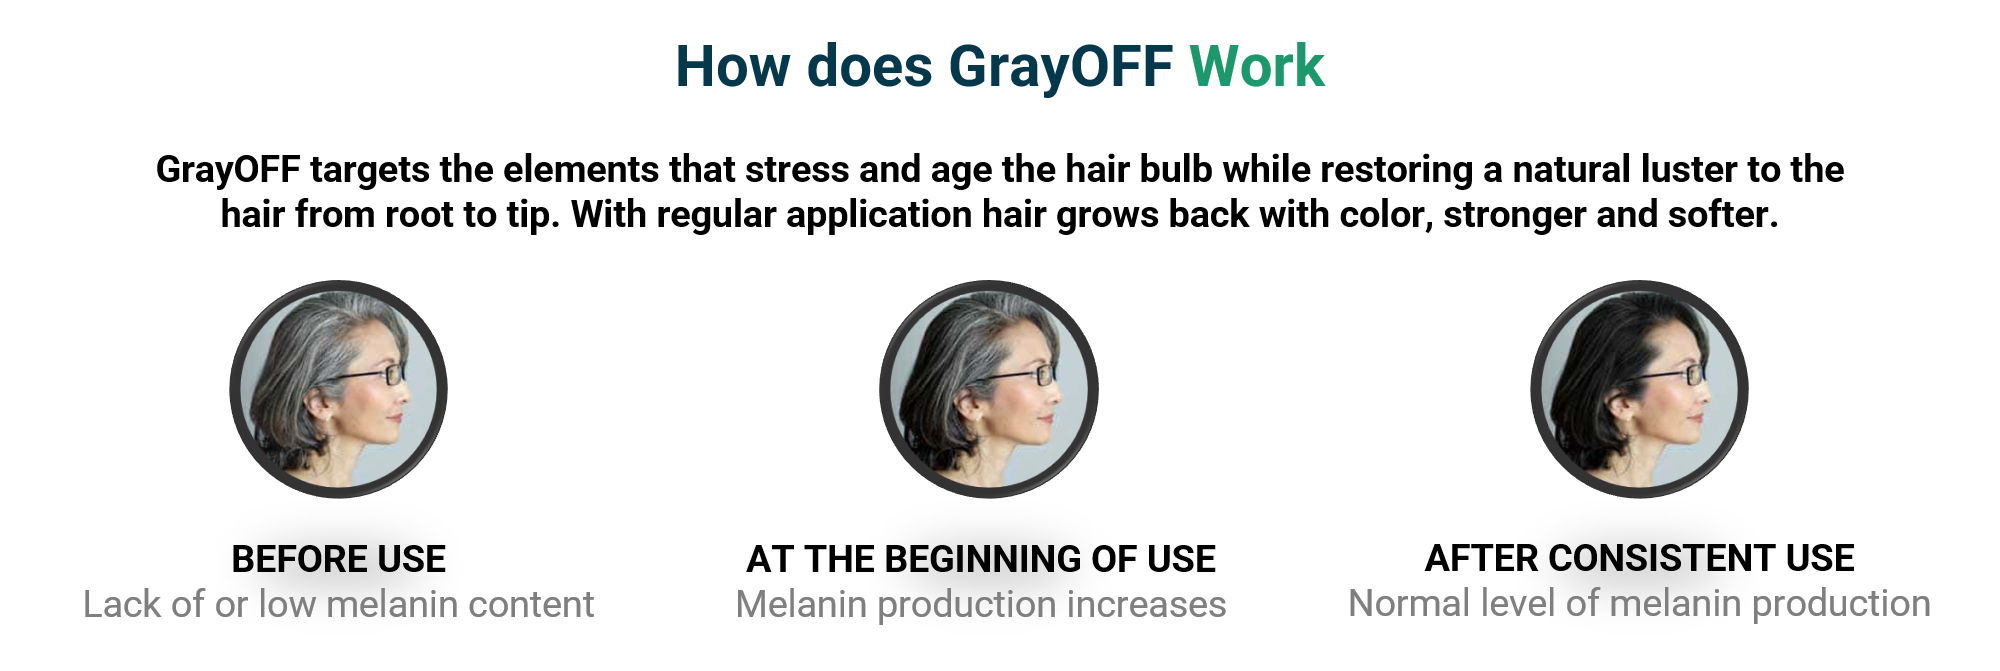 How does GrayOFF Work
GrayOFF targets the elements that stress and age the hair bulb while restoring a natural luster to the
hair from root to tip. With regular application hair grows back with color, stronger and softer.
BEFORE USE
Lack of or low melanin content
AT THE BEGINNING OF USE
Melanin production increases
AFTER CONSISTENT USE
Normal level of melanin production